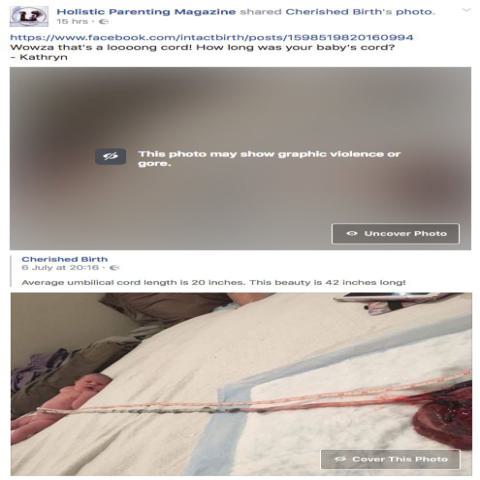 Holistic Parenting Magazine shared Cherished Birth's photo.
15 hrs ·
https://www.facebook.com/intactbirth/posts/1598519820160994
Wowza that's a loooong cord! How long was your baby's cord?
- Kathryn
This photo may show graphic violence or
gore.
Uncover Photo
Cherished Birth
6 July at 20:16 ·
Average umbilical cord length is 20 inches. This beauty is 42 inches long!
Cover This Photo